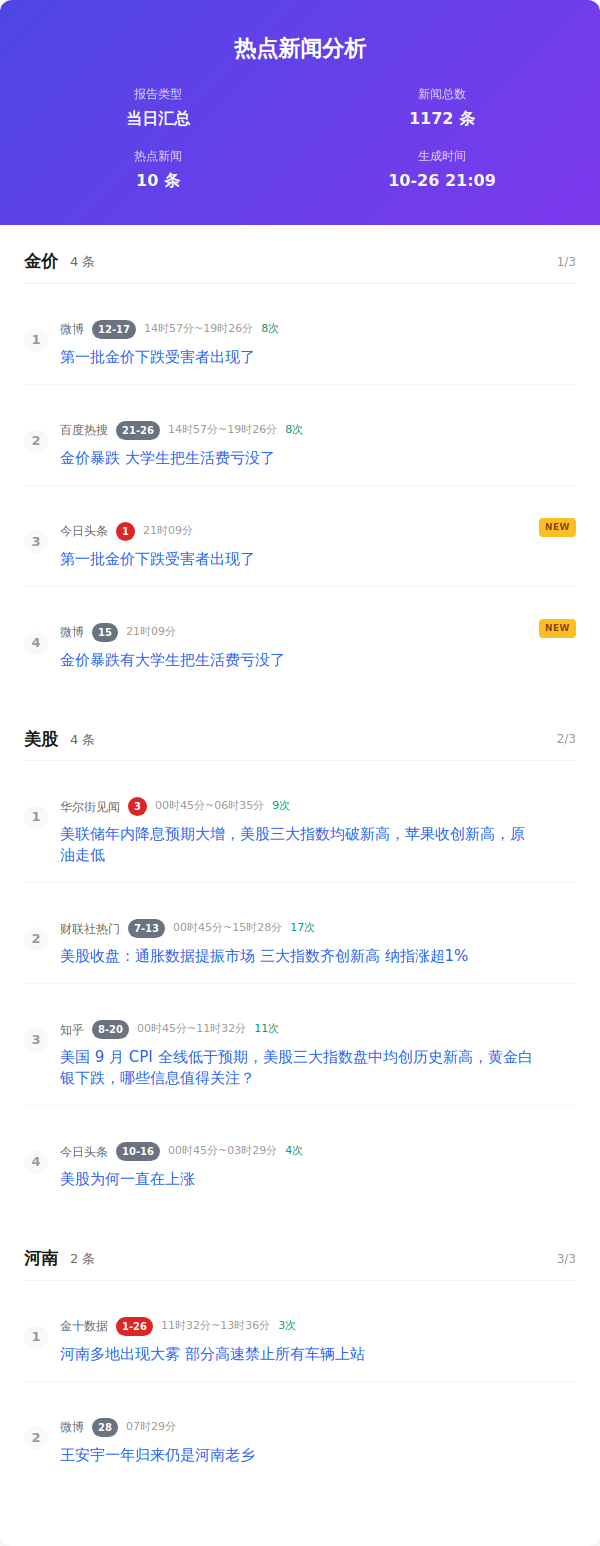 热点新闻分析
报告类型
新闻总数
当日汇总
1172 条
热点新闻
生成时间
10 条
10-26 21:09
金价 4 条 1/3
微博 12-17 14时57分~19时26分 8次
1
第一批金价下跌受害者出现了
百度热搜 21-26 14时57分~19时26分 8次
2
金价暴跌 大学生把生活费亏没了
今日头条 1 21时09分 NEW
3
第一批金价下跌受害者出现了
微博 15 21时09分 NEW
4
金价暴跌有大学生把生活费亏没了
美股 4 条 2/3
华尔街见闻 3 00时45分~06时35分 9次
1
美联储年内降息预期大增，美股三大指数均破新高，苹果收创新高，原
油走低
财联社热门 7-13 00时45分~15时28分 17次
2
美股收盘：通胀数据提振市场 三大指数齐创新高 纳指涨超1%
知乎 8-20 00时45分~11时32分 11次
3
美国 9 月 CPI 全线低于预期，美股三大指数盘中均创历史新高，黄金白
银下跌，哪些信息值得关注？
今日头条 10-16 00时45分~03时29分 4次
4
美股为何一直在上涨
河南 2 条 3/3
金十数据 1-26 11时32分~13时36分 3次
1
河南多地出现大雾 部分高速禁止所有车辆上站
微博 28 07时29分
2
王安宇一年归来仍是河南老乡